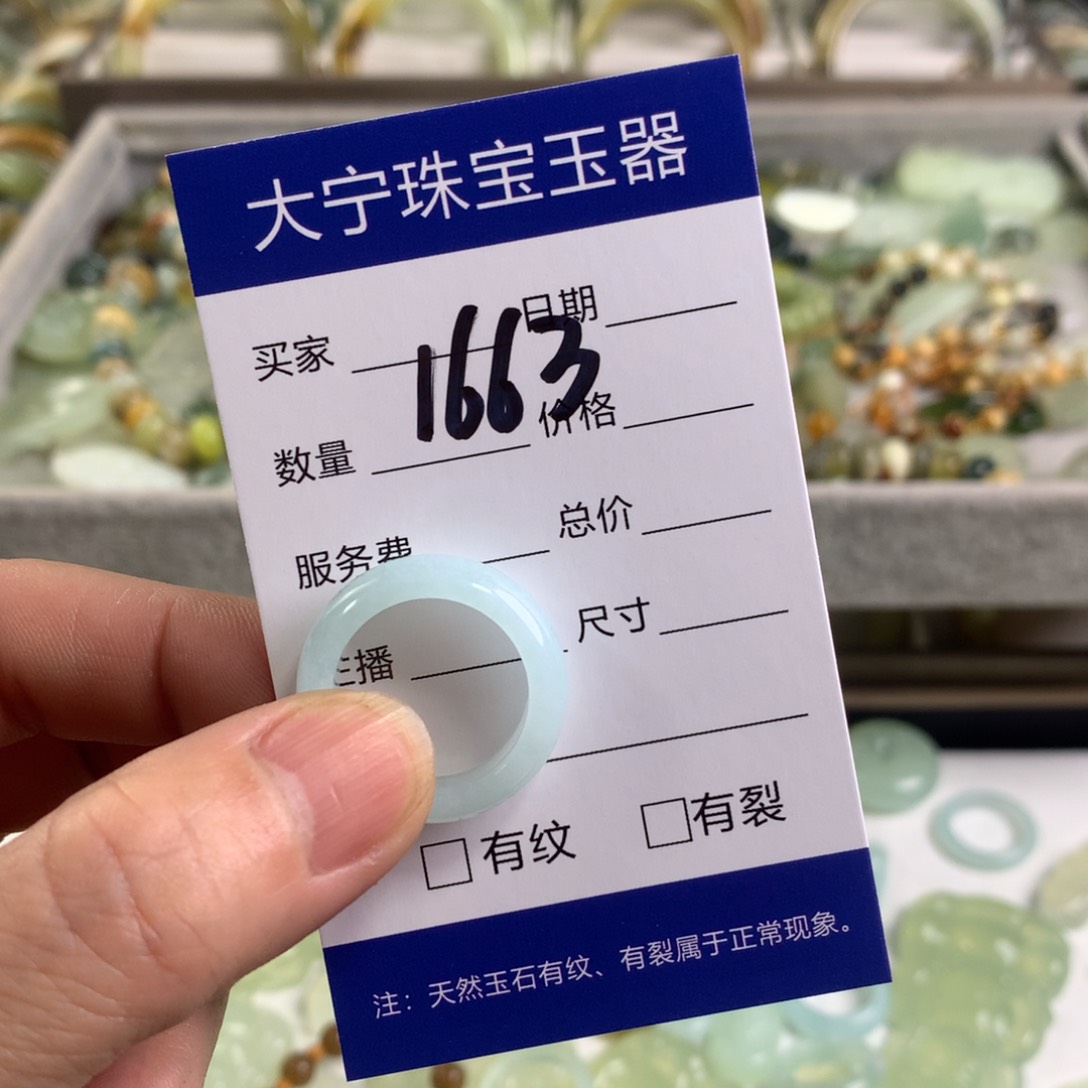 大宁珠宝玉器
买家 日期
1663
数量 价格
服务费 总价
主播 尺寸
□有纹 □有裂
注：天然玉石有纹、有裂属于正常现象。